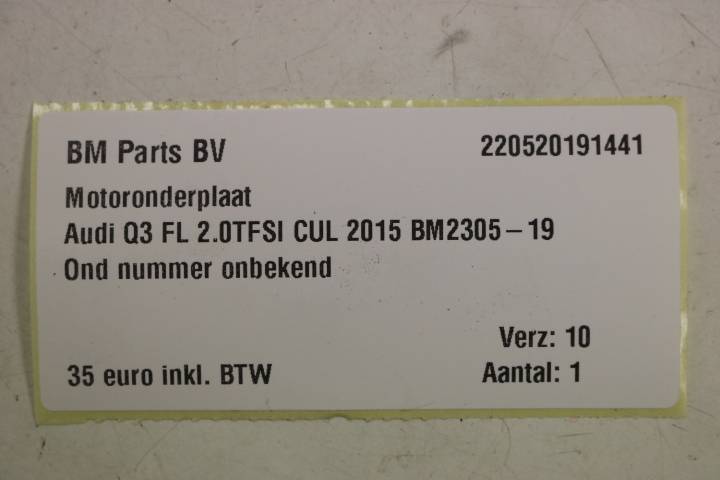 BM Parts BV 220520191441
Motoronderplaat
Audi Q3 FL 2.0TFSI CUL 2015 BM2305-19
Ond nummer onbekend
Verz: 10
35 euro inkl. BTW Aantal: 1